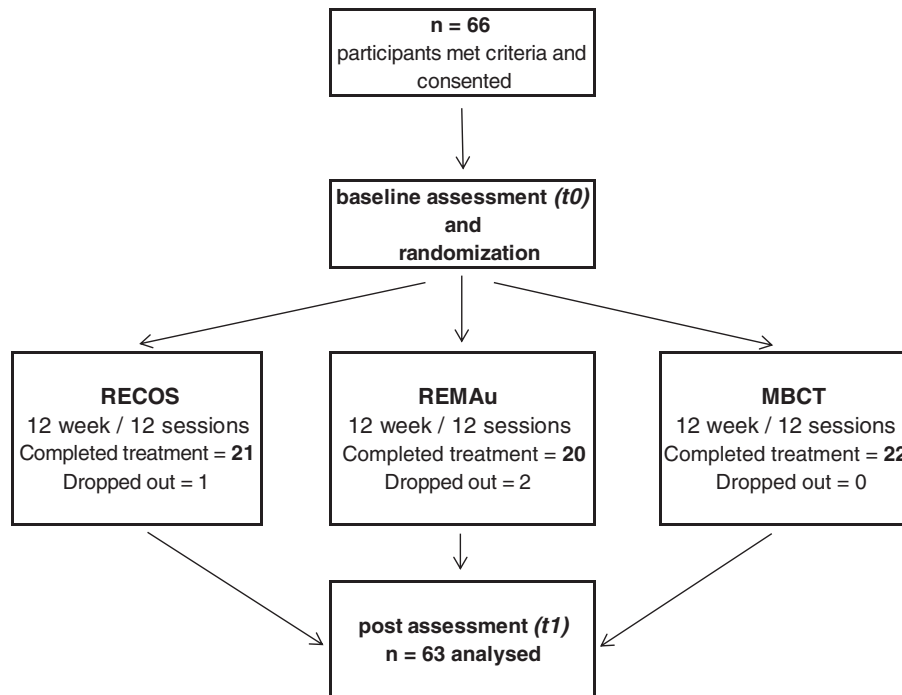 n = 66
participants met criteria and
consented
baseline assessment (t0)
and
randomization
RECOS
12 week / 12 sessions
Completed treatment = 21
Dropped out = 1
REMAu
12 week / 12 sessions
Completed treatment = 20
Dropped out = 2
MBCT
12 week / 12 sessions
Completed treatment = 22
Dropped out = 0
post assessment (t1)
n = 63 analysed